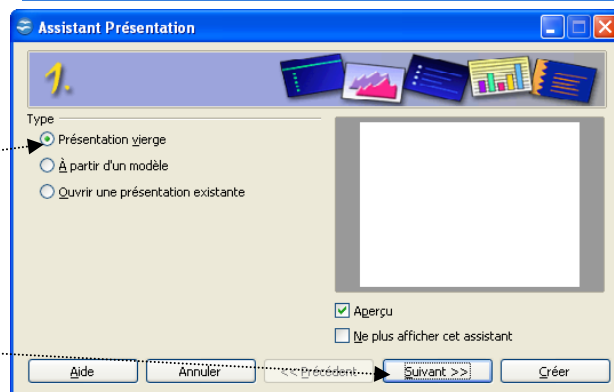 Assistant Présentation
1.
Type
Présentation vierge
À partir d'un modèle
Ouvrir une présentation existante
Aperçu
Ne plus afficher cet assistant
Aide Annuler << Précédent Suivant >> Créer